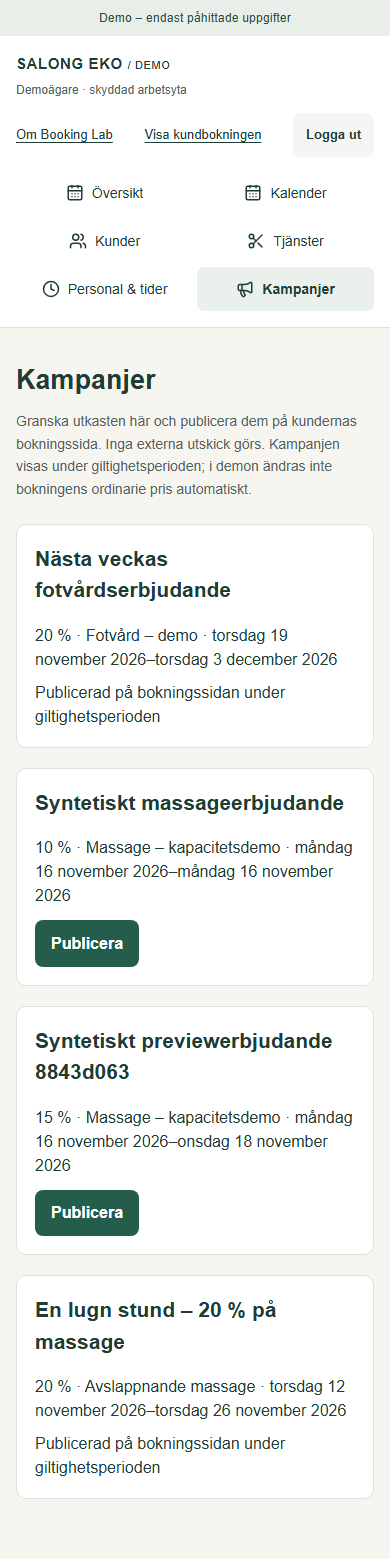 Demo – endast påhittade uppgifter
SALONG EKO / DEMO
Demoägare · skyddad arbetsyta
Om Booking Lab
Visa kundbokningen
Logga ut
Översikt
Kalender
Kunder
Tjänster
Personal & tider
Kampanjer
Kampanjer
Granska utkasten här och publicera dem på kundernas
bokningssida. Inga externa utskick görs. Kampanjen
visas under giltighetsperioden; i demon ändras inte
bokningens ordinarie pris automatiskt.
Nästa veckas
fotvårdserbjudande
20 % · Fotvård – demo · torsdag 19
november 2026–torsdag 3 december 2026
Publicerad på bokningssidan under
giltighetsperioden
Syntetiskt massageerbjudande
10 % · Massage – kapacitetsdemo · måndag
16 november 2026–måndag 16 november
2026
Publicera
Syntetiskt previewerbjudande
8843d063
15 % · Massage – kapacitetsdemo · måndag
16 november 2026–onsdag 18 november
2026
Publicera
En lugn stund – 20 % på
massage
20 % · Avslappnande massage · torsdag 12
november 2026–torsdag 26 november 2026
Publicerad på bokningssidan under
giltighetsperioden